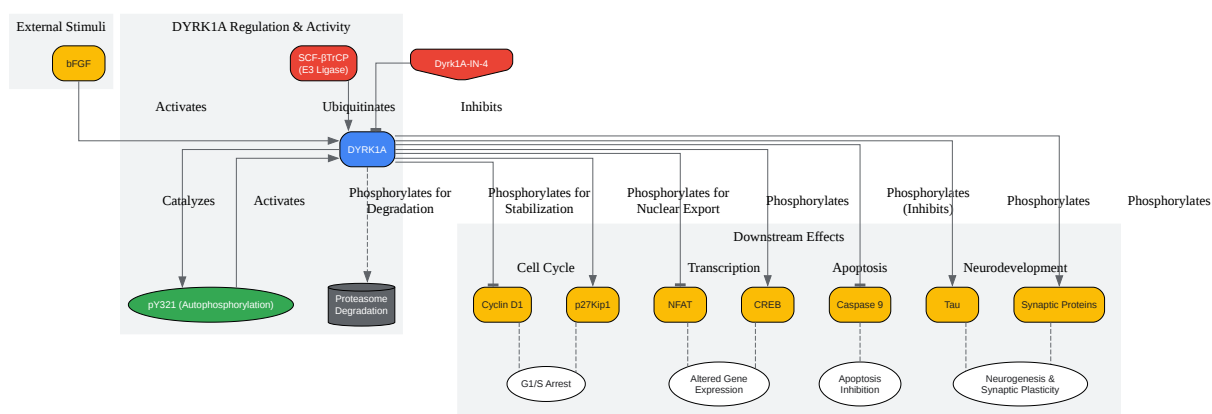 External Stimuli
DYRK1A Regulation & Activity
bFGF
SCF-βTrCP
(E3 Ligase)
Dyrk1A-IN-4
Activates
Ubiquitinates
Inhibits
DYRK1A
Catalyzes
Activates
Phosphorylates for
Degradation
Phosphorylates for
Stabilization
Phosphorylates for
Nuclear Export
Phosphorylates
Phosphorylates
(Inhibits)
Phosphorylates
Phosphorylates
Downstream Effects
Cell Cycle
Transcription
Apoptosis
Neurodevelopment
pY321 (Autophosphorylation)
Proteasome
Degradation
Cyclin D1
p27Kip1
NFAT
CREB
Caspase 9
Tau
Synaptic Proteins
G1/S Arrest
Altered Gene
Expression
Apoptosis
Inhibition
Neurogenesis &
Synaptic Plasticity